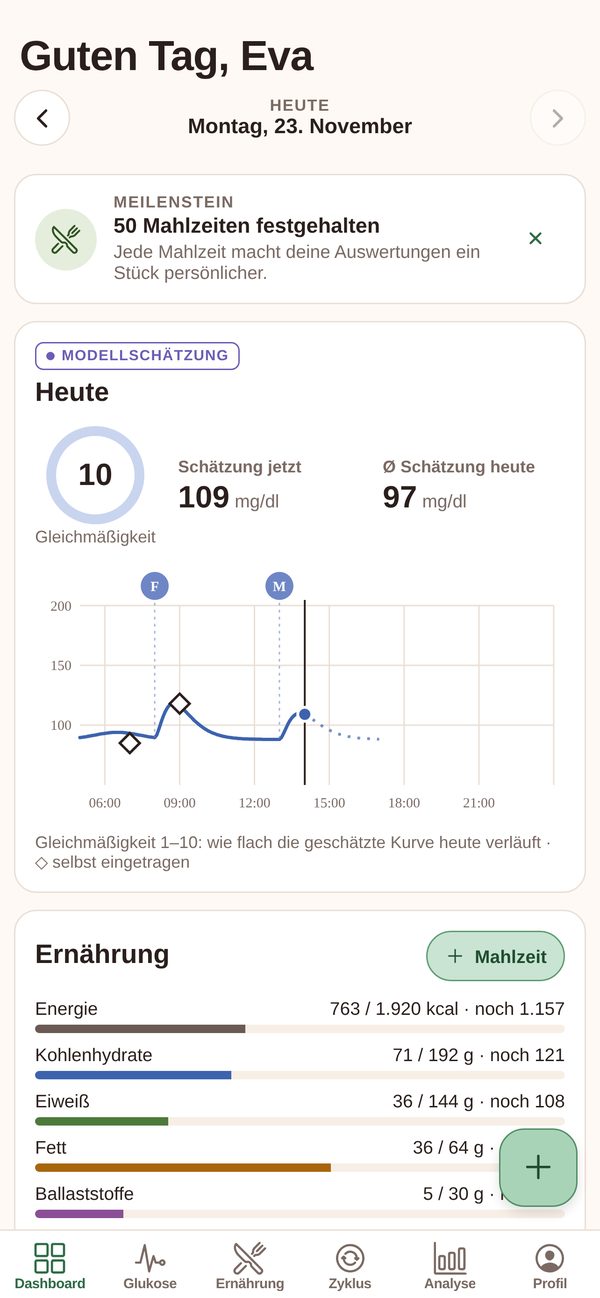 Guten Tag, Eva
HEUTE
Montag, 23. November
MEILENSTEIN
50 Mahlzeiten festgehalten
Jede Mahlzeit macht deine Auswertungen ein
Stück persönlicher.
MODELLSCHÄTZUNG
Heute
10
Gleichmäßigkeit
Schätzung jetzt
109 mg/dl
Ø Schätzung heute
97 mg/dl
F
M
200
150
100
06:00 09:00 12:00 15:00 18:00 21:00
Gleichmäßigkeit 1–10: wie flach die geschätzte Kurve heute verläuft ·
◇ selbst eingetragen
Ernährung
+ Mahlzeit
Energie 763 / 1.920 kcal · noch 1.157
Kohlenhydrate 71 / 192 g · noch 121
Eiweiß 36 / 144 g · noch 108
Fett 36 / 64 g ·
Ballaststoffe 5 / 30 g ·
Dashboard Glukose Ernährung Zyklus Analyse Profil